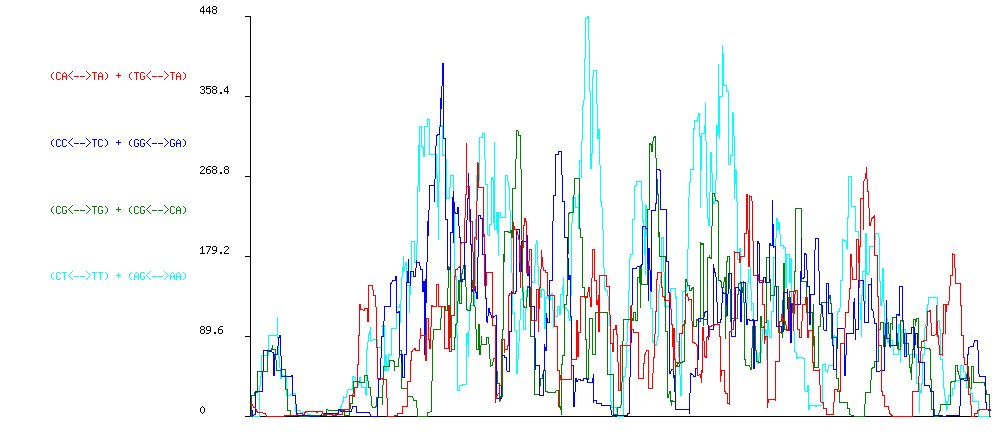 448
(CA<-->TA) + (TG<-->TA)
358.4
(CC<-->TC) + (GG<-->GA)
268.8
(CG<-->TG) + (CG<-->CA)
179.2
(CT<-->TT) + (AG<-->AA)
89.6
0